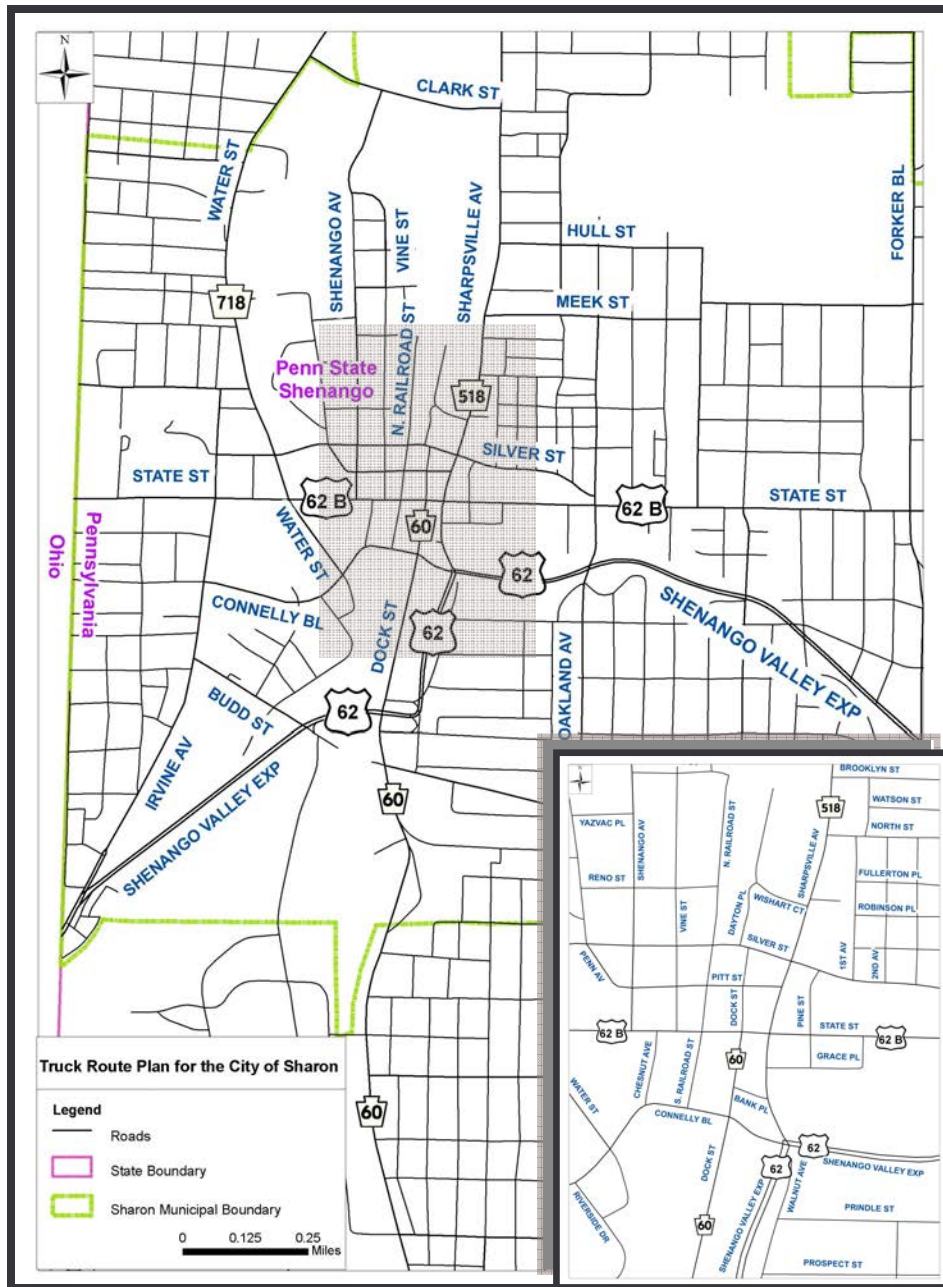 N
CLARK ST
WATER ST
SHENANGO AV
VINE ST
SHARPSVILLE AV
FORKER BL
HULL ST
MEEK ST
718
N. RAILROAD ST
Penn State
Shenango
518
SILVER ST
STATE ST
62 B
62 B
STATE ST
WATER ST
60
Ohio
Pennsylvania
62
CONNELLY BL
DOCK ST
62
SHENANGO VALLEY EXP
OAKLAND AV
BUDD ST
62
IRVINE AV
SHENANGO VALLEY EXP
60
60
Truck Route Plan for the City of Sharon
Legend
Roads
State Boundary
Sharon Municipal Boundary
0 0.125 0.25
Miles
BROOKLYN ST
518
WATSON ST
YAZVAC PL
SHENANGO AV
N. RAILROAD ST
NORTH ST
SHARPSVILLE AV
RENO ST
FULLERTON PL
WISHART CT
ROBINSON PL
VINE ST
DAYTON PL
SILVER ST
1ST AV
2ND AV
PENN AV
PITT ST
DOCK ST
PINE ST
STATE ST
62 B
62 B
CHESNUT AVE
S. RAILROAD ST
60
GRACE PL
WATER ST
BANK PL
CONNELLY BL
62
SHENANGO VALLEY EXP
DOCK ST
62
WALNUT AVE
RIVERSIDE DR
SHENANGO VALLEY EXP
PRINDLE ST
60
PROSPECT ST